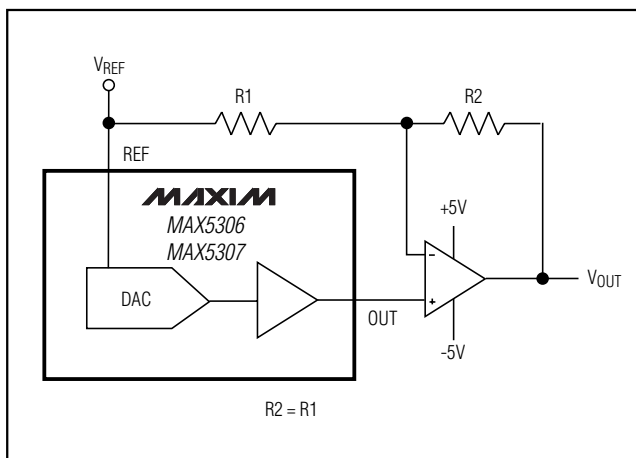 VREF
R1
R2
REF
MAXIM
MAX5306
MAX5307
+5V
-
DAC
VOUT
+
OUT
-5V
R2 = R1